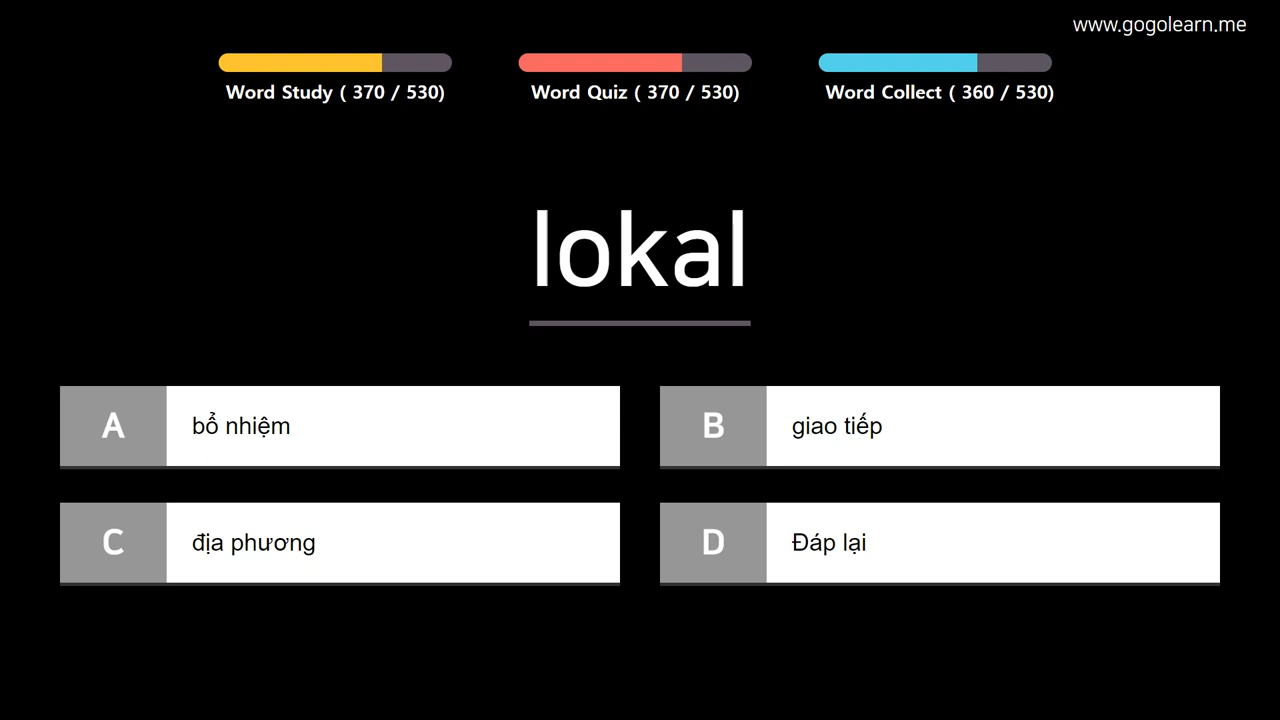 www.gogolearn.me
Word Study ( 370 / 530)
Word Quiz ( 370 / 530)
Word Collect ( 360 / 530)
lokal
A bổ nhiệm
B giao tiếp
C địa phương
D Đáp lại